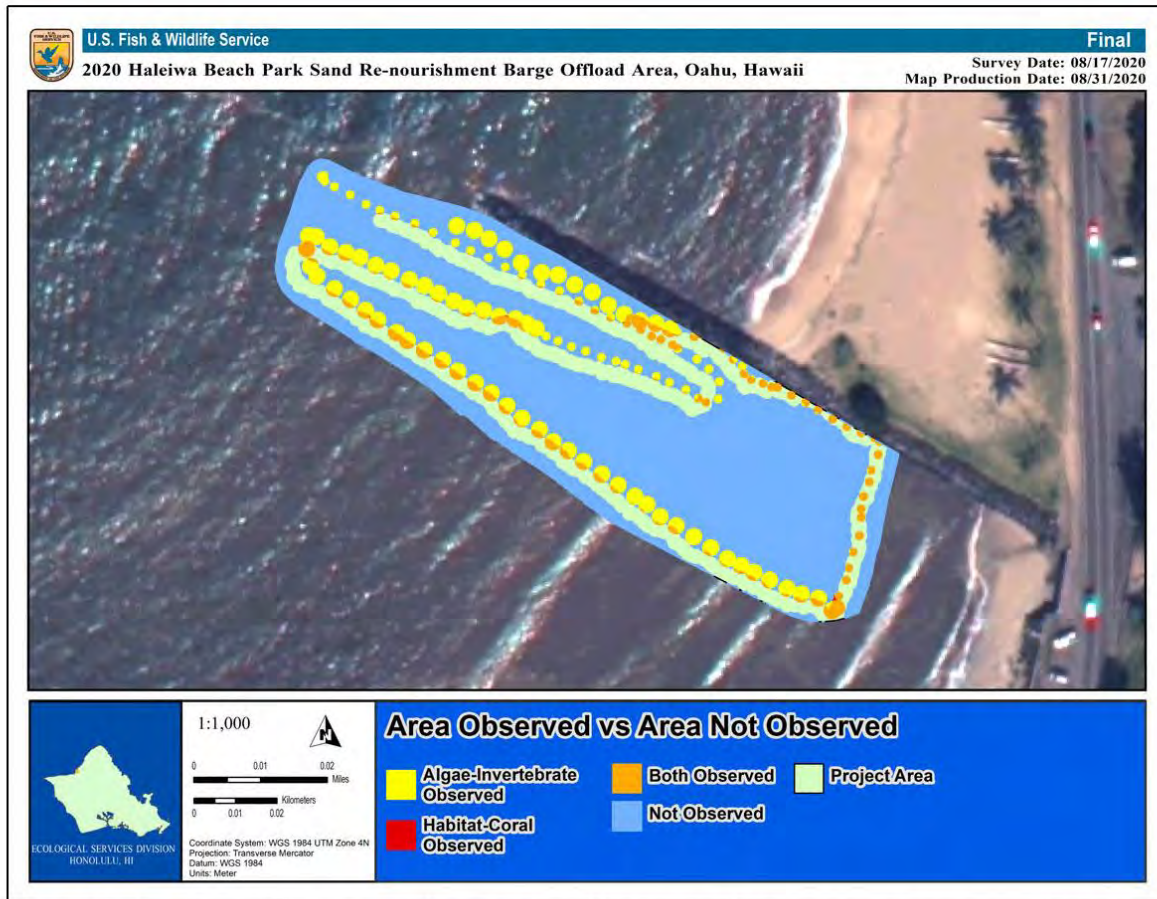 U.S.
FISH & WILDLIFE
SERVICE
U.S. Fish & Wildlife Service
Final
2020 Haleiwa Beach Park Sand Re-nourishment Barge Offload Area, Oahu, Hawaii
Survey Date: 08/17/2020
Map Production Date: 08/31/2020
ECOLOGICAL SERVICES DIVISION
HONOLULU, HI
1:1,000
N
0 0.01 0.02
Miles
Kilometers
0 0.01 0.02
Coordinate System: WGS 1984 UTM Zone 4N
Projection: Transverse Mercator
Datum: WGS 1984
Units: Meter
Area Observed vs Area Not Observed
Algae-Invertebrate
Observed
Habitat-Coral
Observed
Both Observed
Not Observed
Project Area